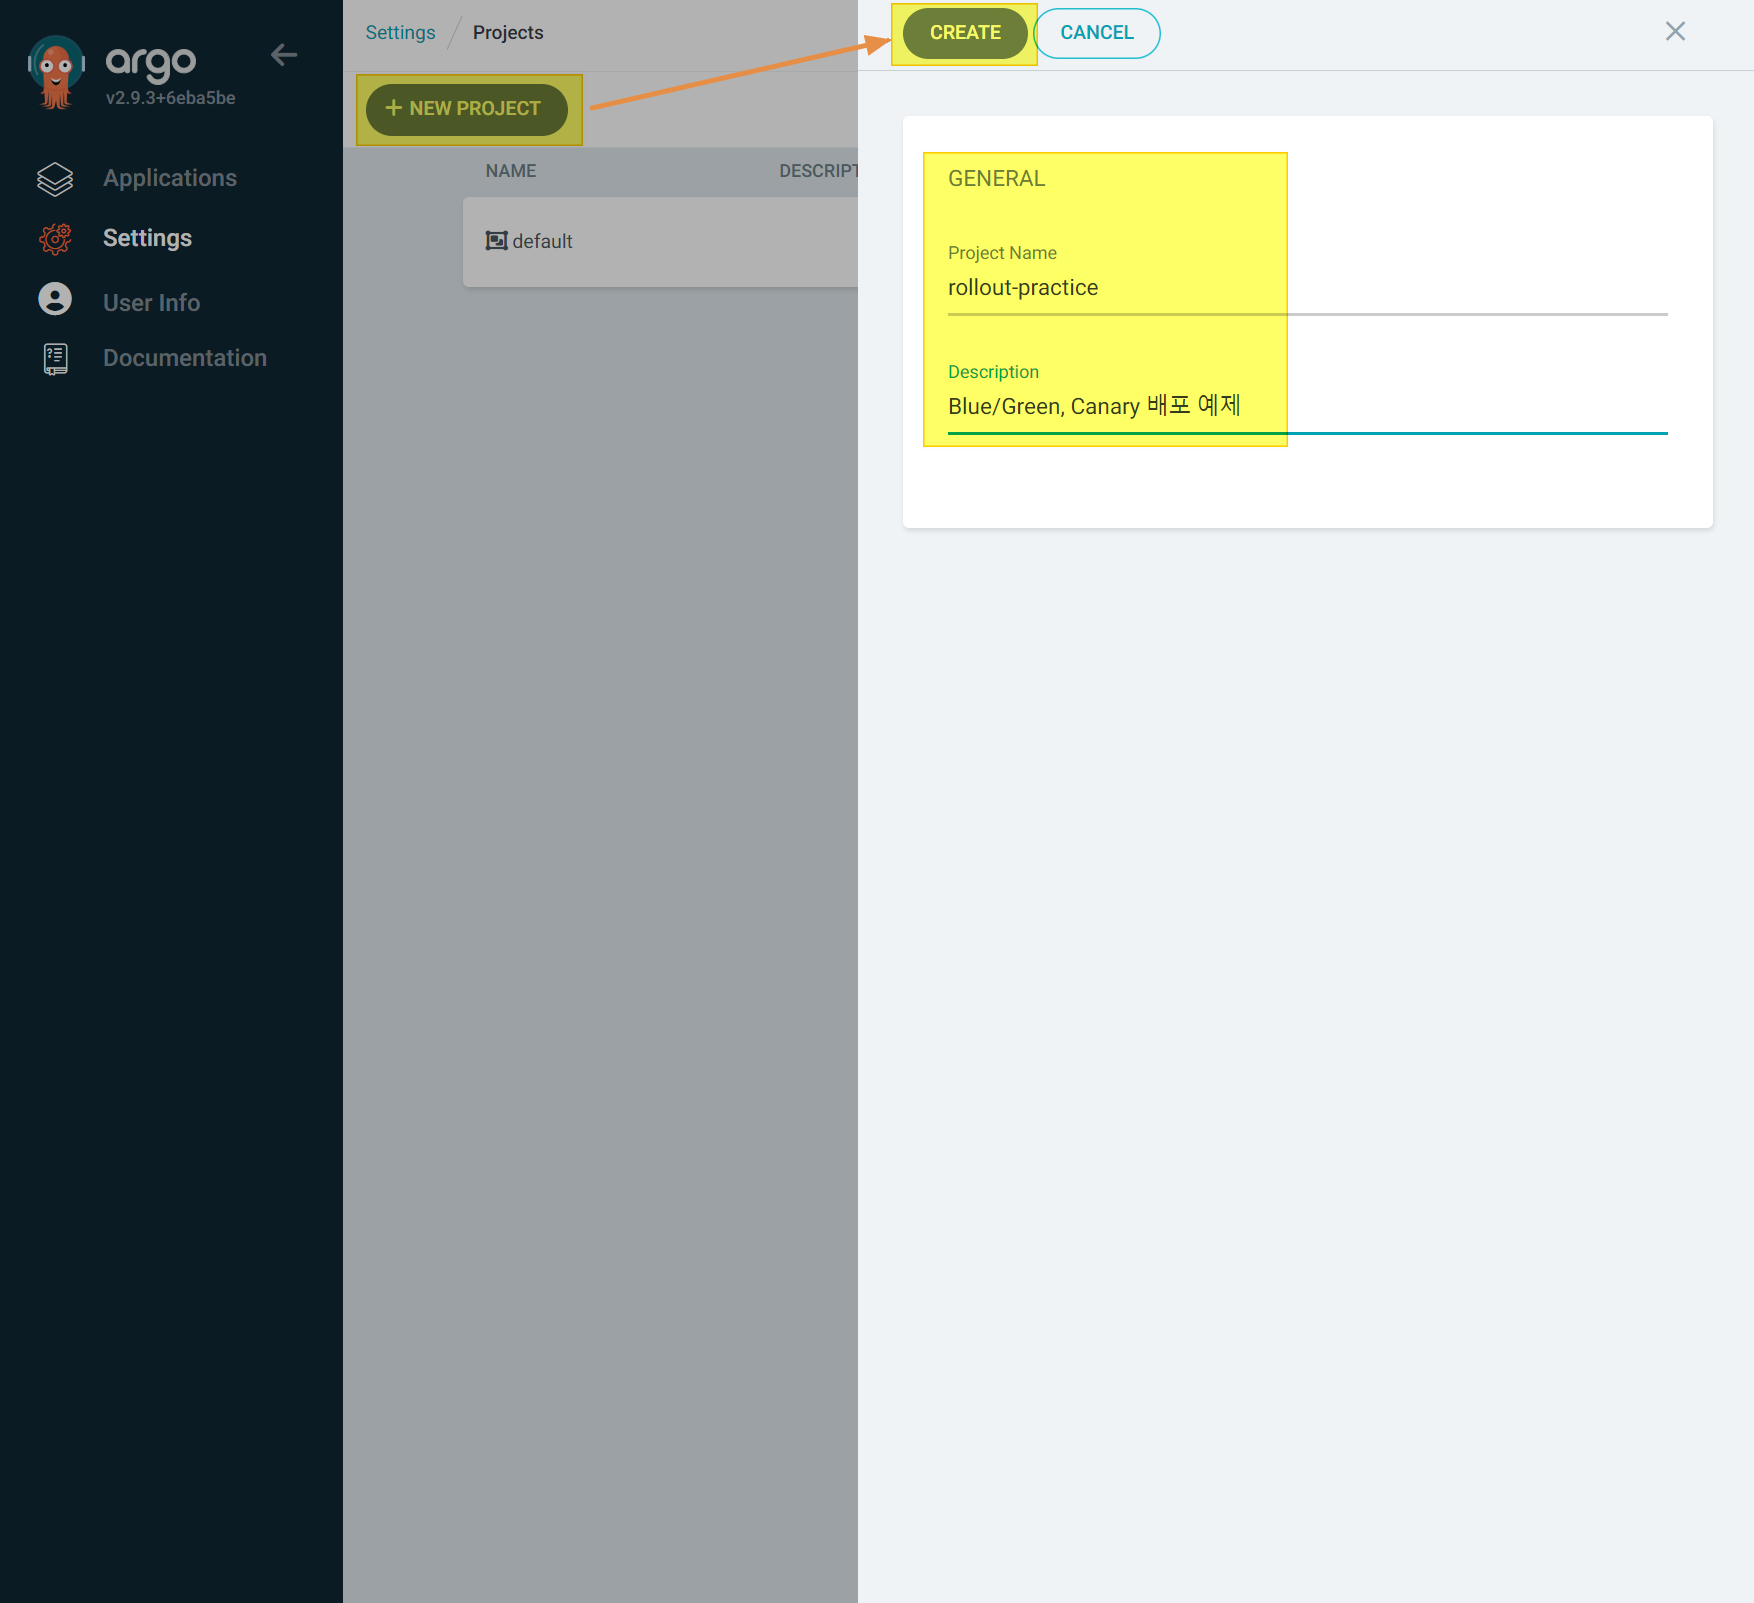 argo
v2.9.3+6eba5be
Applications
Settings
User Info
Documentation
Settings / Projects
+ NEW PROJECT
NAME DESCRIPT
default
CREATE CANCEL
GENERAL
Project Name
rollout-practice
Description
Blue/Green, Canary 배포 예제